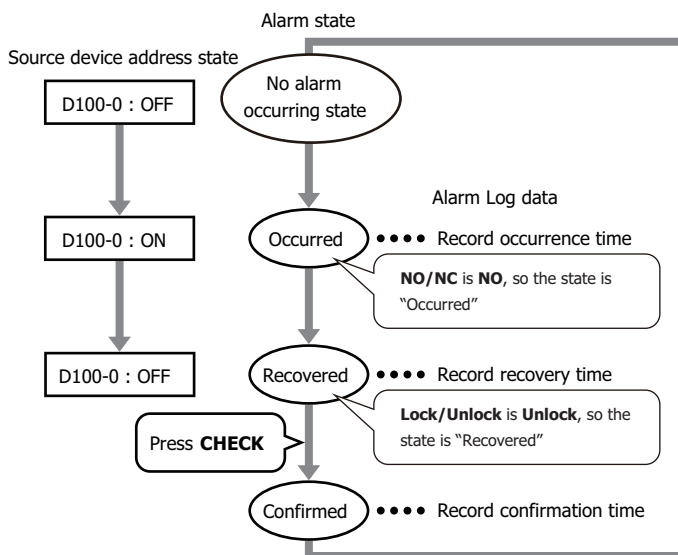 Alarm state
Source device address state
No alarm
occurring state
D100-0 : OFF
Alarm Log data
D100-0 : ON
Occurred
•••• Record occurrence time
NO/NC is NO, so the state is
“Occurred”
D100-0 : OFF
Recovered
•••• Record recovery time
Lock/Unlock is Unlock, so the
state is “Recovered”
Press CHECK
Confirmed
•••• Record confirmation time